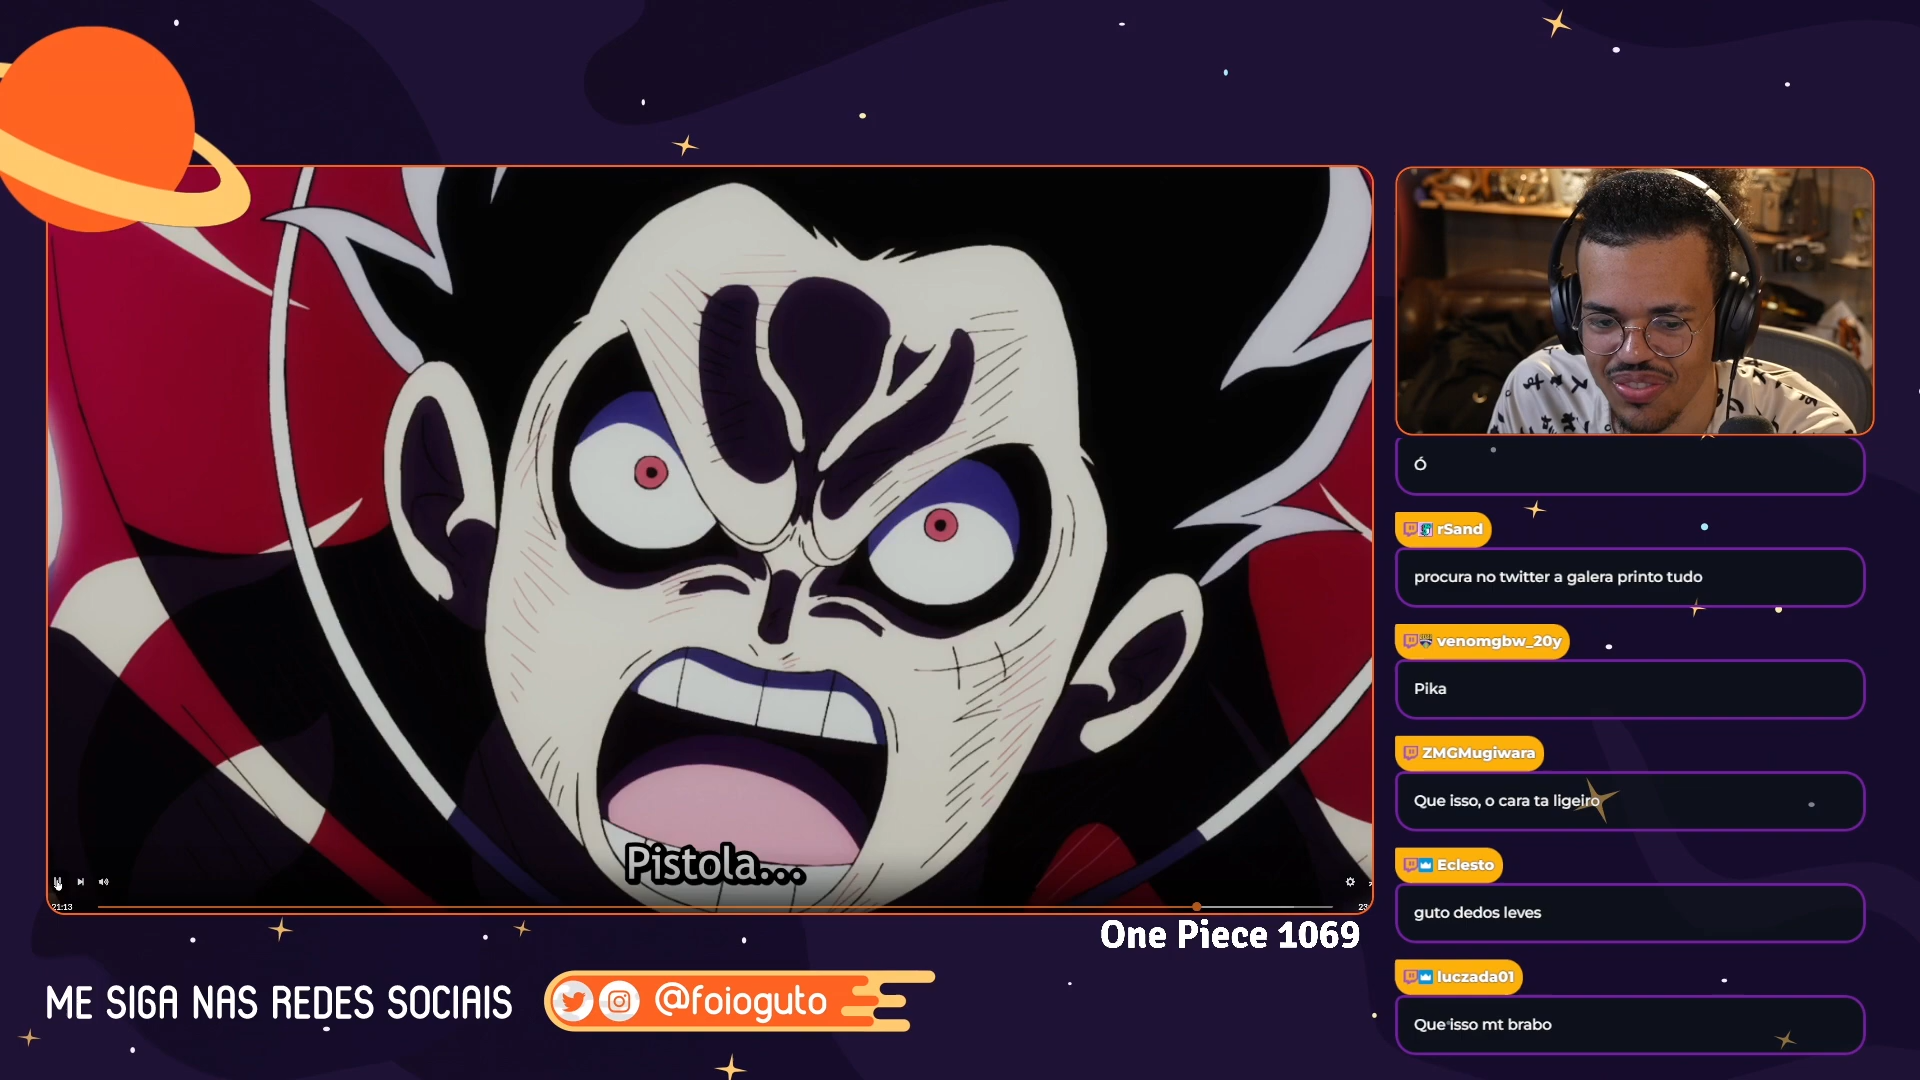 Pistola...
21:13
23
One Piece 1069
ME SIGA NAS REDES SOCIAIS
@foioguto
Ó
rSand
procura no twitter a galera printo tudo
venomgbw_20y
Pika
ZMGMugiwara
Que isso, o cara ta ligeiro
Eclesto
guto dedos leves
luczada01
Que isso mt brabo